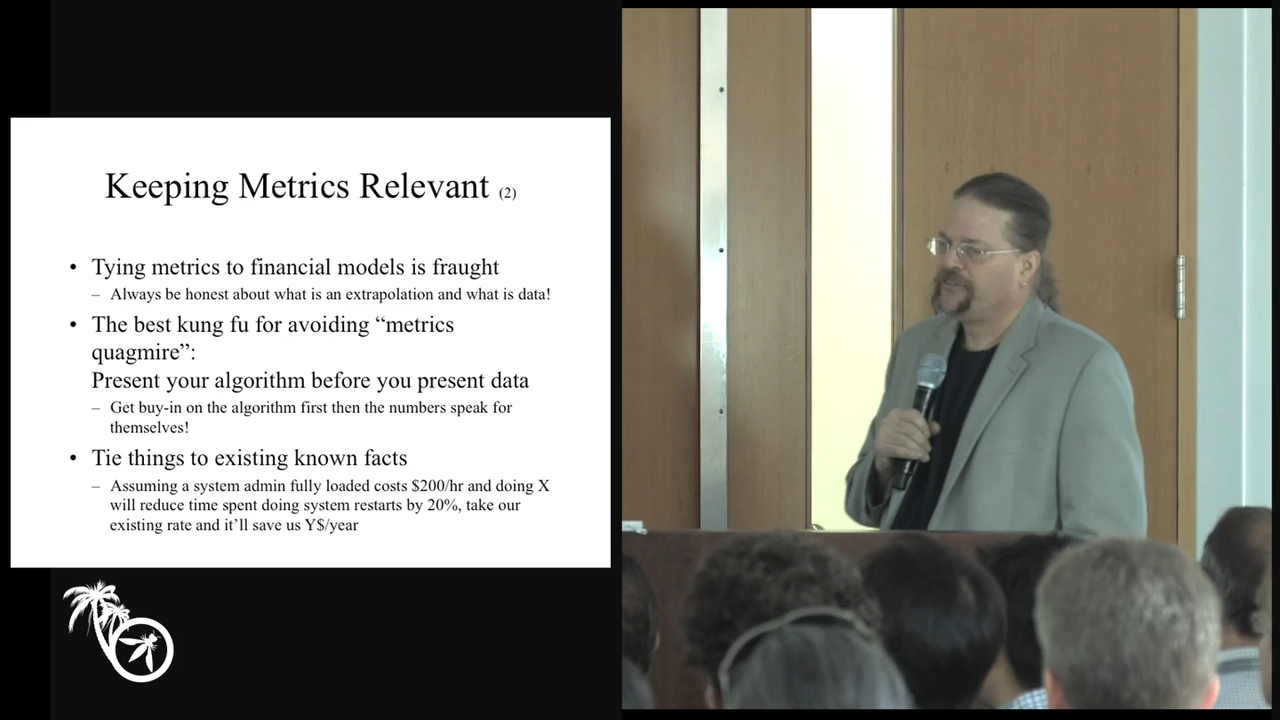 Keeping Metrics Relevant (2)
• Tying metrics to financial models is fraught
– Always be honest about what is an extrapolation and what is data!
• The best kung fu for avoiding “metrics
quagmire”:
Present your algorithm before you present data
– Get buy-in on the algorithm first then the numbers speak for
themselves!
• Tie things to existing known facts
– Assuming a system admin fully loaded costs $200/hr and doing X
will reduce time spent doing system restarts by 20%, take our
existing rate and it’ll save us Y$/year